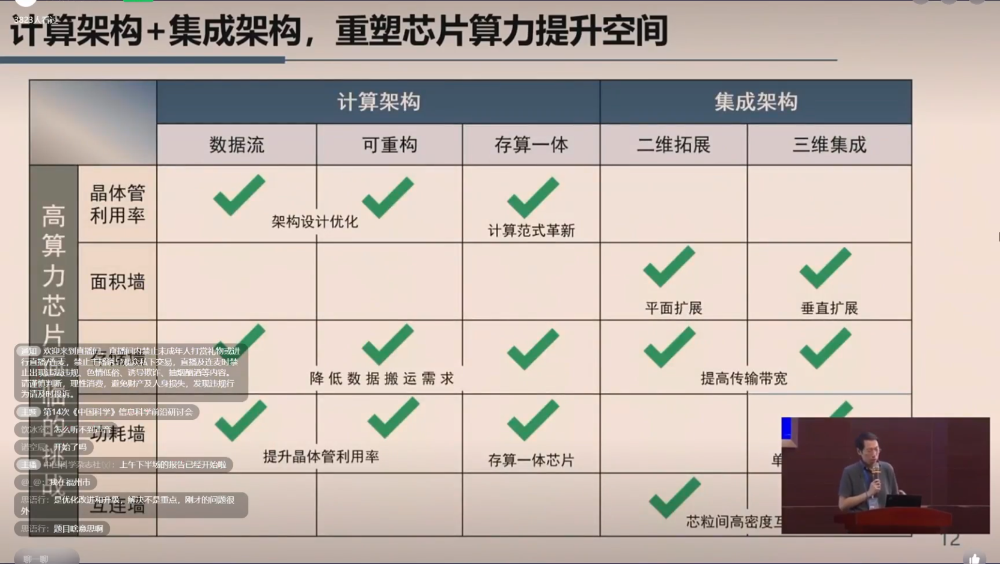 3823人看过
计算架构+集成架构，重塑芯片算力提升空间
计算架构
集成架构
数据流
可重构
存算一体
二维拓展
三维集成
高算力芯片面临的挑战
晶体管
利用率
架构设计优化
计算范式革新
面积墙
平面扩展
垂直扩展
降低数据搬运需求
提高传输带宽
功耗墙
提升晶体管利用率
存算一体芯片
单
互连墙
芯粒间高密度互
12
通知 欢迎来到直播间，直播间内禁止未成年人打赏礼物或进
行直播/连麦，禁止主播诱导观众私下交易，直播及连麦时禁
止出现违法违规、色情低俗、诱导欺诈、抽烟酗酒等内容。
请谨慎判断，理性消费，避免财产及人身损失，发现违规行
为请及时投诉。
主题 第14次《中国科学》信息科学前沿研讨会
饮冰室：怎么听不到声音
诺空辰：开始了吗
主播 中国科学杂志社：上午下半场的报告已经开始啦
@_@：我在福州市
思语行：是优化改进和升级，解决不是重点，刚才的问题很
外
思语行：题目啥意思啊
聊一聊